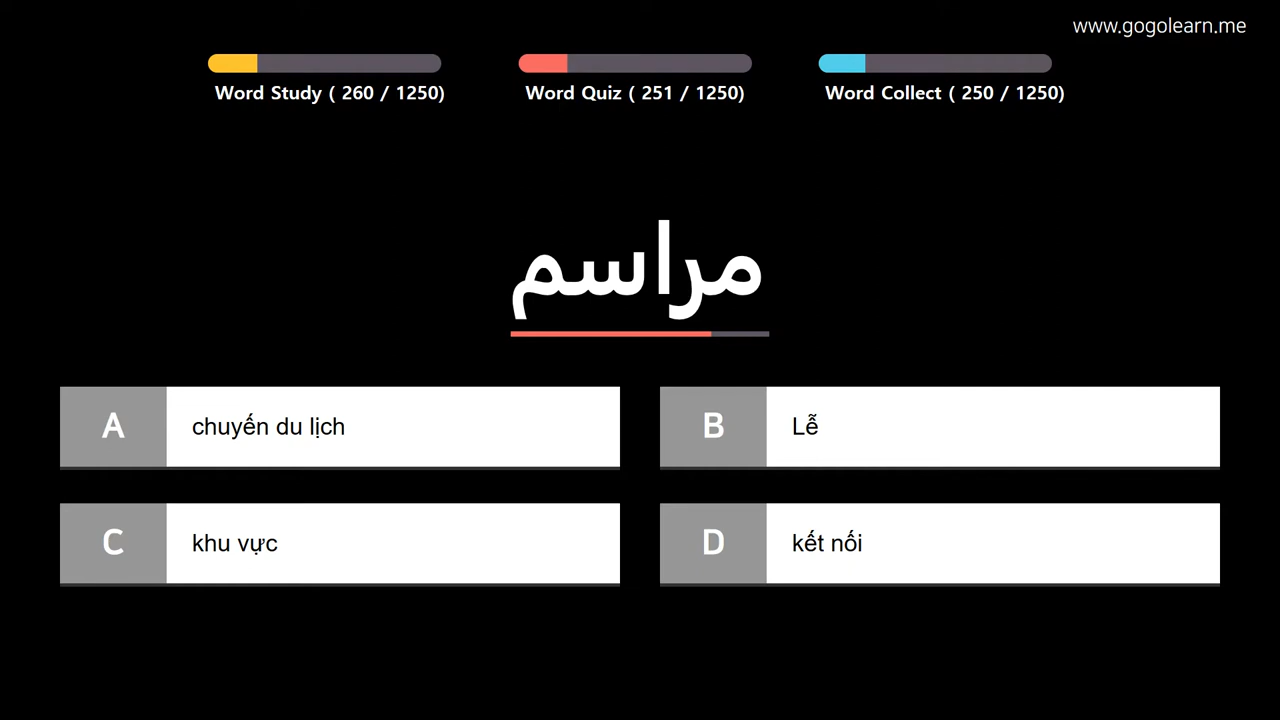 www.gogolearn.me
Word Study ( 260 / 1250)
Word Quiz ( 251 / 1250)
Word Collect ( 250 / 1250)
مراسم
A
chuyến du lịch
B
Lễ
C
khu vực
D
kết nối